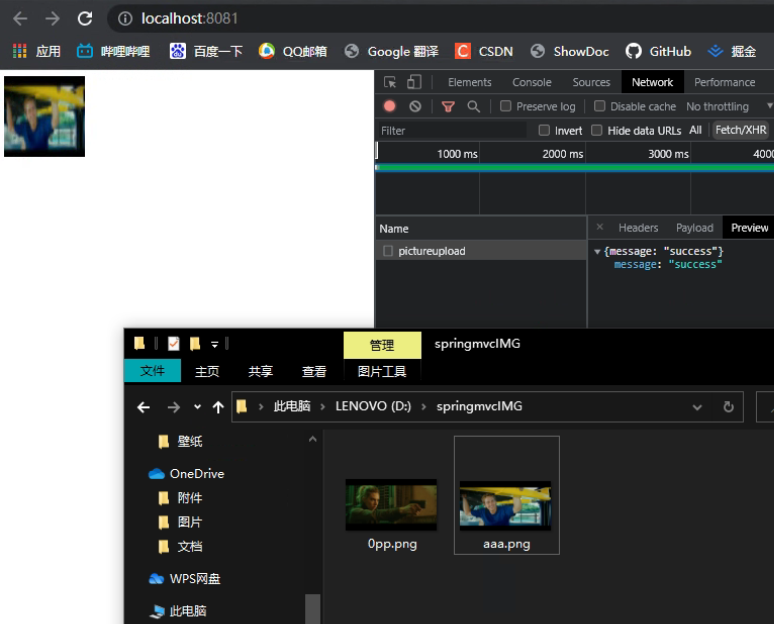 localhost:8081
应用 哔哩哔哩 百度一下 QQ邮箱 Google 翻译 CSDN ShowDoc GitHub 掘金
Elements Console Sources Network Performance
Preserve log Disable cache No throttling
Filter Invert Hide data URLs All Fetch/XHR
1000 ms 2000 ms 3000 ms 4000
Name × Headers Payload Preview
pictureupload {message: "success"}
message: "success"
管理 springmvcIMG
文件 主页 共享 查看 图片工具
此电脑 › LENOVO (D:) › springmvcIMG
壁纸
OneDrive
附件
图片
文档
0pp.png aaa.png
WPS网盘
此电脑